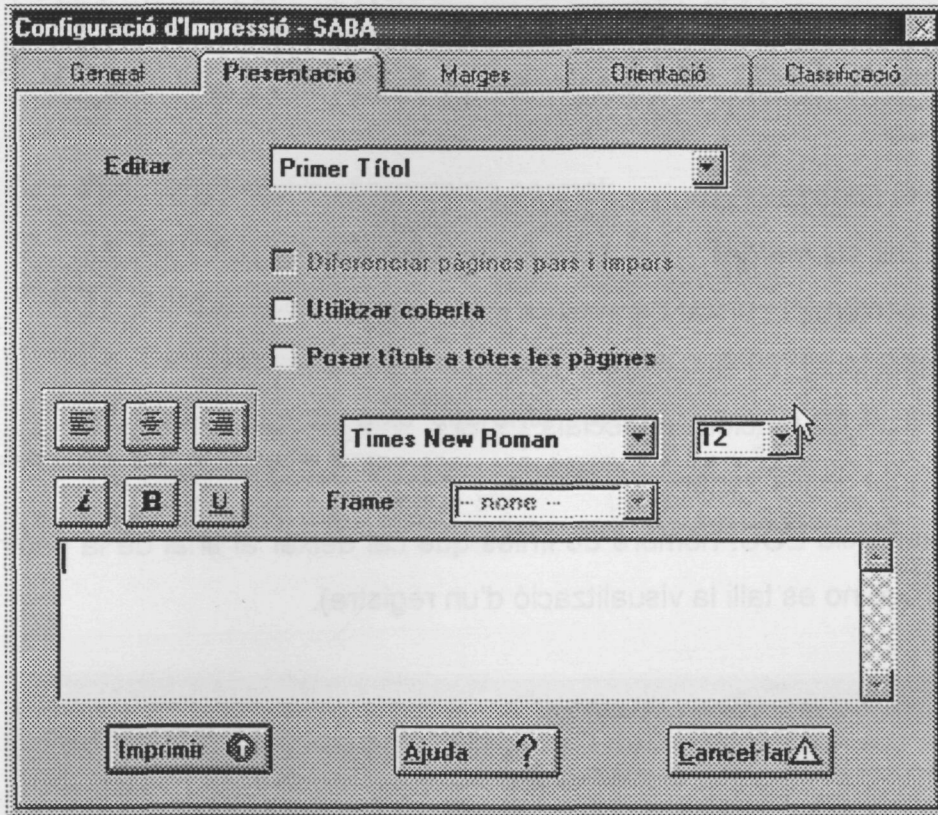 Configuració d'Impressió - SABA
General Presentació Marges Orientació Classificació
Editar Primer Títol
Diferenciar pàgines pars i impars
Utilitzar coberta
Posar títols a totes les pàgines
Times New Roman 12
i B U Frame -- none --
Imprimir Ajuda ? Cancel·lar